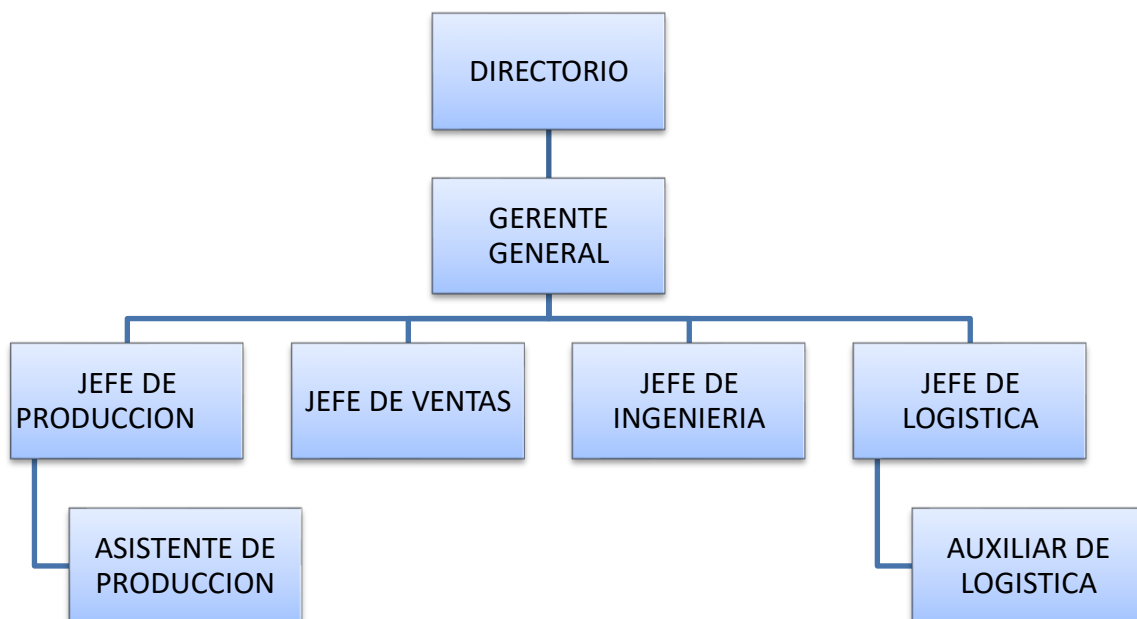 DIRECTORIO
GERENTE
GENERAL
JEFE DE
PRODUCCION
JEFE DE VENTAS
JEFE DE
INGENIERIA
JEFE DE
LOGISTICA
ASISTENTE DE
PRODUCCION
AUXILIAR DE
LOGISTICA